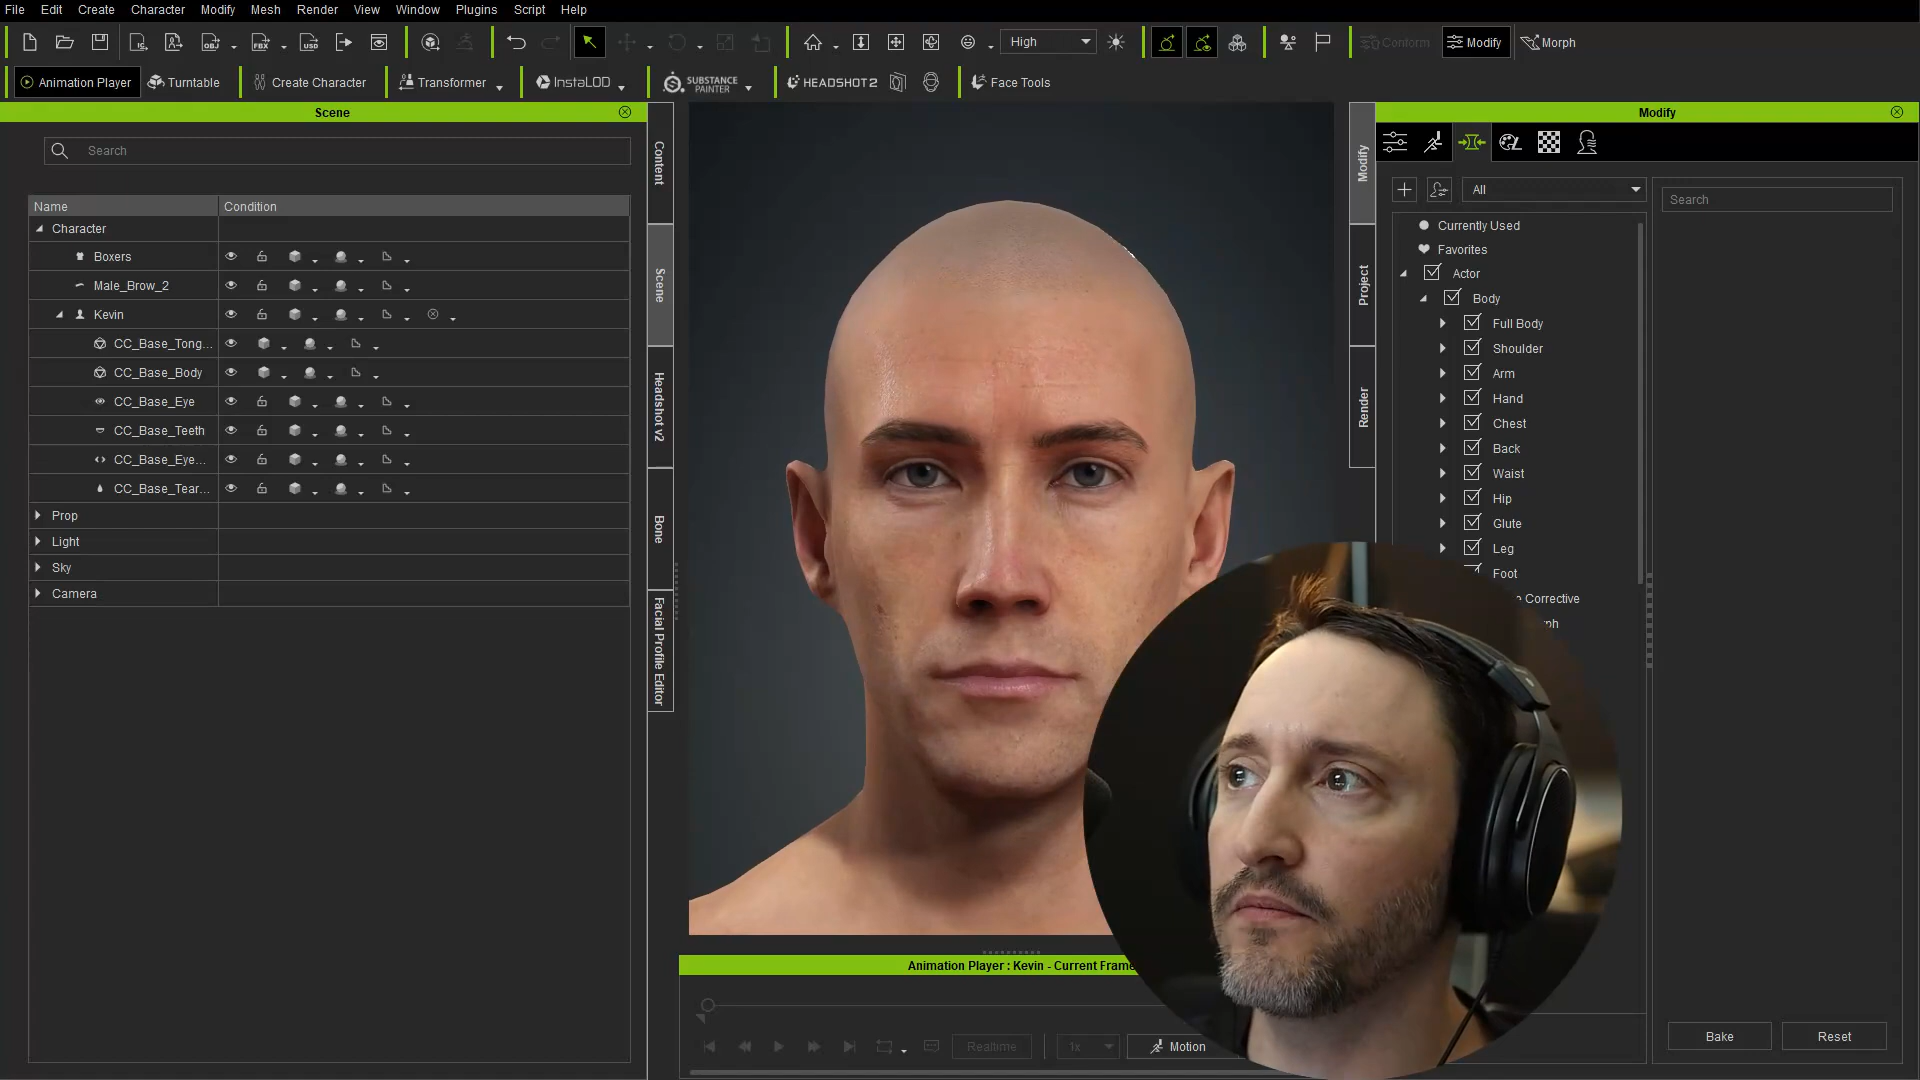 File Edit Create Character Modify Mesh Render View Window Plugins Script Help
High
Conform
Modify
Morph
Animation Player
Turntable
Create Character
Transformer
InstaLOD
SUBSTANCE PAINTER
HEADSHOT 2
Face Tools
Scene
Search
Name Condition
Character
Boxers
Male_Brow_2
Kevin
CC_Base_Tong...
CC_Base_Body
CC_Base_Eye
CC_Base_Teeth
CC_Base_Eye...
CC_Base_Tear...
Prop
Light
Sky
Camera
Content
Scene
Headshot v2
Bone
Facial Profile Editor
Animation Player : Kevin - Current Frame
Realtime
1x
Motion
Modify
Project
Render
Modify
All
Search
Currently Used
Favorites
Actor
Body
Full Body
Shoulder
Arm
Hand
Chest
Back
Waist
Hip
Glute
Leg
Foot
Corrective
Bake
Reset